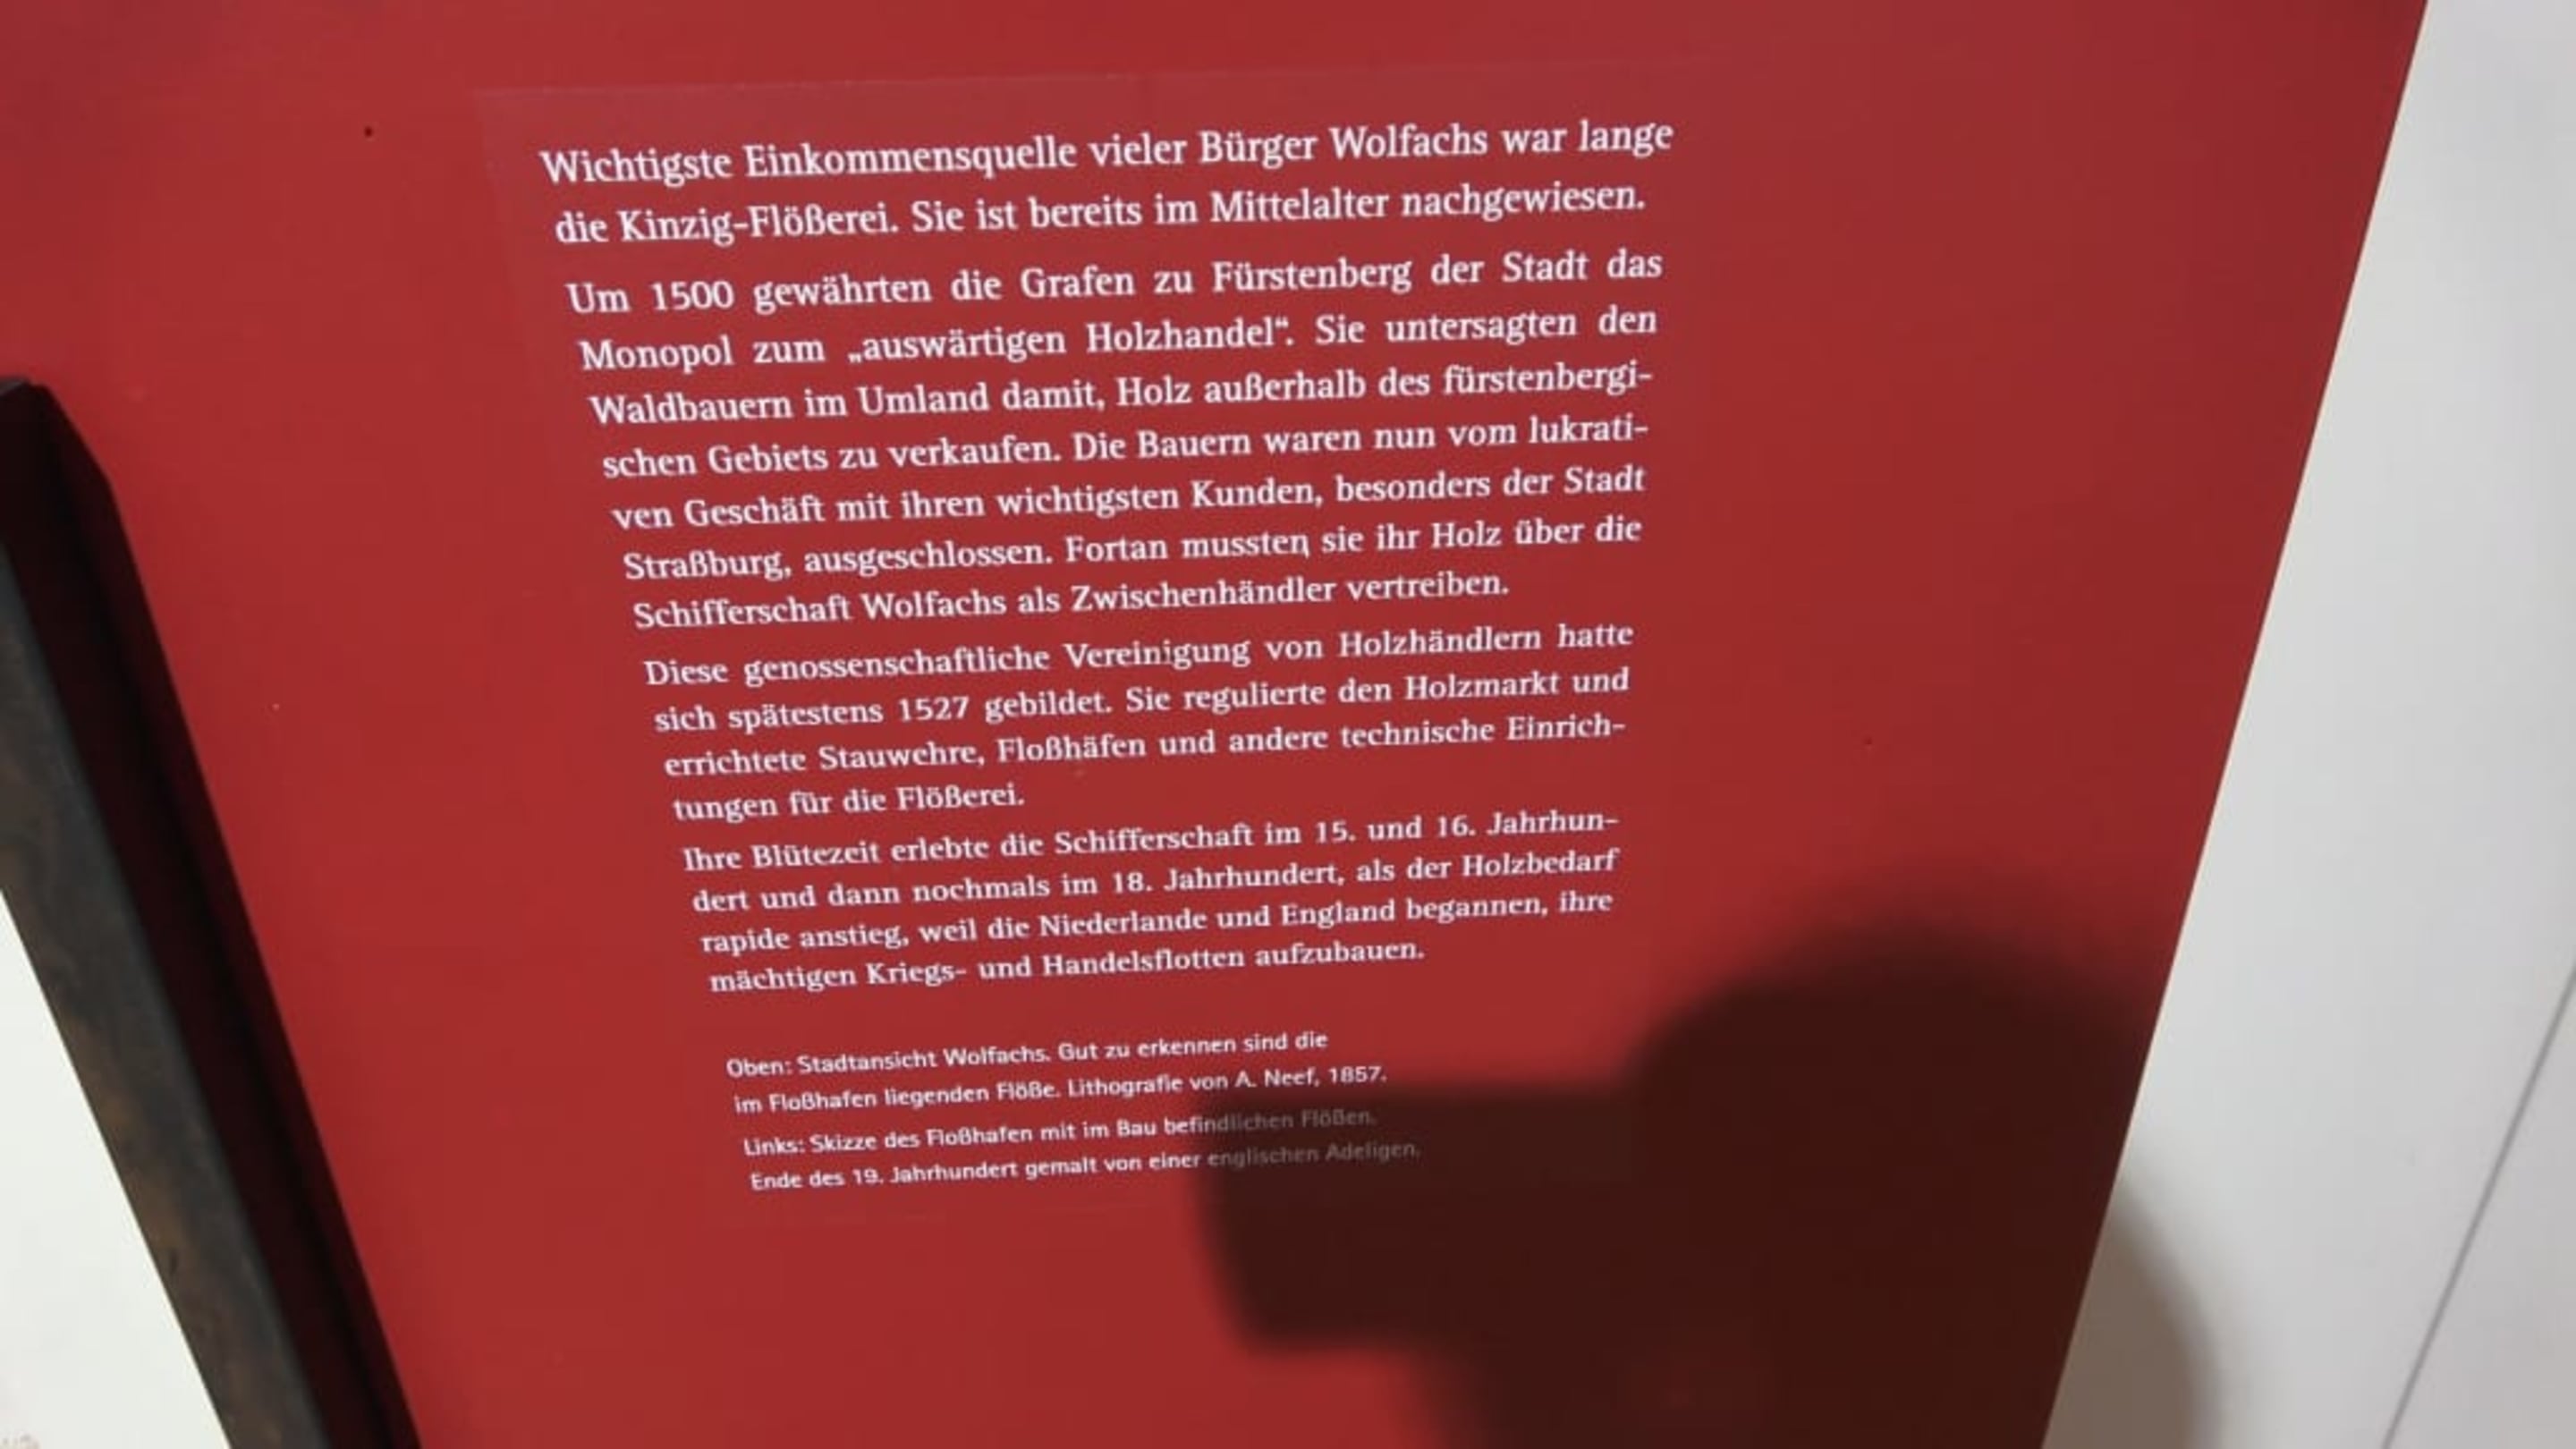 Wichtigste Einkommensquelle vieler Bürger Wolfachs war lange
die Kinzig-Flößerei. Sie ist bereits im Mittelalter nachgewiesen.
Um 1500 gewährten die Grafen zu Fürstenberg der Stadt das
Monopol zum „auswärtigen Holzhandel“. Sie untersagten den
Waldbauern im Umland damit, Holz außerhalb des fürstenbergi-
schen Gebiets zu verkaufen. Die Bauern waren nun vom lukrati-
ven Geschäft mit ihren wichtigsten Kunden, besonders der Stadt
Straßburg, ausgeschlossen. Fortan mussten sie ihr Holz über die
Schifferschaft Wolfachs als Zwischenhändler vertreiben.
Diese genossenschaftliche Vereinigung von Holzhändlern hatte
sich spätestens 1527 gebildet. Sie regulierte den Holzmarkt und
errichtete Stauwehre, Floßhäfen und andere technische Einrich-
tungen für die Flößerei.
Ihre Blütezeit erlebte die Schifferschaft im 15. und 16. Jahrhun-
dert und dann nochmals im 18. Jahrhundert, als der Holzbedarf
rapide anstieg, weil die Niederlande und England begannen, ihre
mächtigen Kriegs- und Handelsflotten aufzubauen.
Oben: Stadtansicht Wolfachs. Gut zu erkennen sind die
im Floßhafen liegenden Flöße. Lithografie von A. Neef, 1857.
Links: Skizze des Floßhafen mit im Bau befindlichen Flößen.
Ende des 19. Jahrhundert gemalt von einer englischen Adeligen.